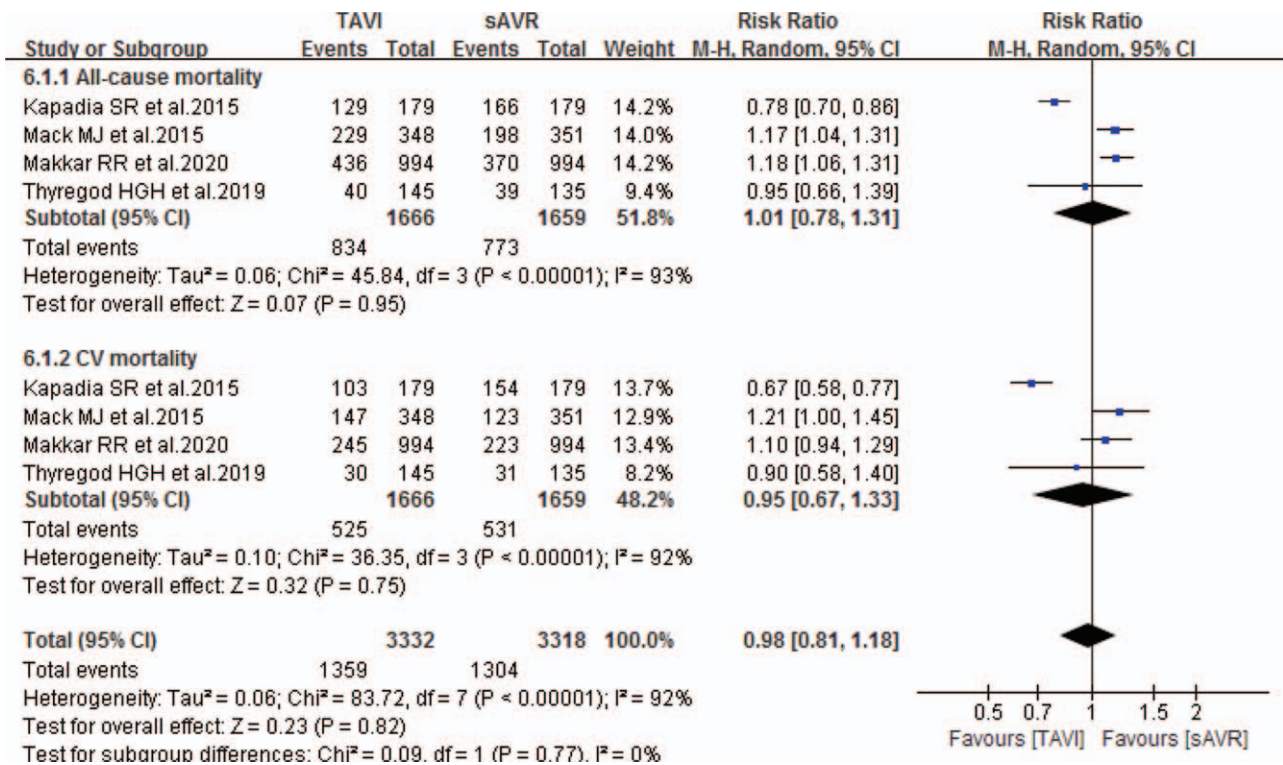 TAVI sAVR Risk Ratio Risk Ratio
Study or Subgroup Events Total Events Total Weight M-H, Random, 95% CI M-H, Random, 95% CI
6.1.1 All-cause mortality
Kapadia SR et al.2015 129 179 166 179 14.2% 0.78 [0.70, 0.86]
Mack MJ et al.2015 229 348 198 351 14.0% 1.17 [1.04, 1.31]
Makkar RR et al.2020 436 994 370 994 14.2% 1.18 [1.06, 1.31]
Thyregod HGH et al.2019 40 145 39 135 9.4% 0.95 [0.66, 1.39]
Subtotal (95% CI) 1666 1659 51.8% 1.01 [0.78, 1.31]
Total events 834 773
Heterogeneity: Tau² = 0.06; Chi² = 45.84, df = 3 (P < 0.00001); I² = 93%
Test for overall effect: Z = 0.07 (P = 0.95)
6.1.2 CV mortality
Kapadia SR et al.2015 103 179 154 179 13.7% 0.67 [0.58, 0.77]
Mack MJ et al.2015 147 348 123 351 12.9% 1.21 [1.00, 1.45]
Makkar RR et al.2020 245 994 223 994 13.4% 1.10 [0.94, 1.29]
Thyregod HGH et al.2019 30 145 31 135 8.2% 0.90 [0.58, 1.40]
Subtotal (95% CI) 1666 1659 48.2% 0.95 [0.67, 1.33]
Total events 525 531
Heterogeneity: Tau² = 0.10; Chi² = 36.35, df = 3 (P < 0.00001); I² = 92%
Test for overall effect: Z = 0.32 (P = 0.75)
Total (95% CI) 3332 3318 100.0% 0.98 [0.81, 1.18]
Total events 1359 1304
Heterogeneity: Tau² = 0.06; Chi² = 83.72, df = 7 (P < 0.00001); I² = 92%
Test for overall effect: Z = 0.23 (P = 0.82)
Test for subgroup differences: Chi² = 0.09, df = 1 (P = 0.77), I² = 0%
0.5 0.7 1 1.5 2
Favours [TAVI] Favours [sAVR]